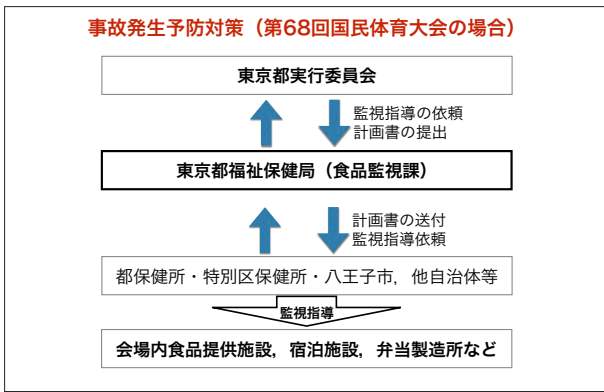 事故発生予防対策（第68回国民体育大会の場合）
東京都実行委員会
監視指導の依頼
計画書の提出
東京都福祉保健局（食品監視課）
計画書の送付
監視指導依頼
都保健所・特別区保健所・八王子市，他自治体等
監視指導
会場内食品提供施設，宿泊施設，弁当製造所など